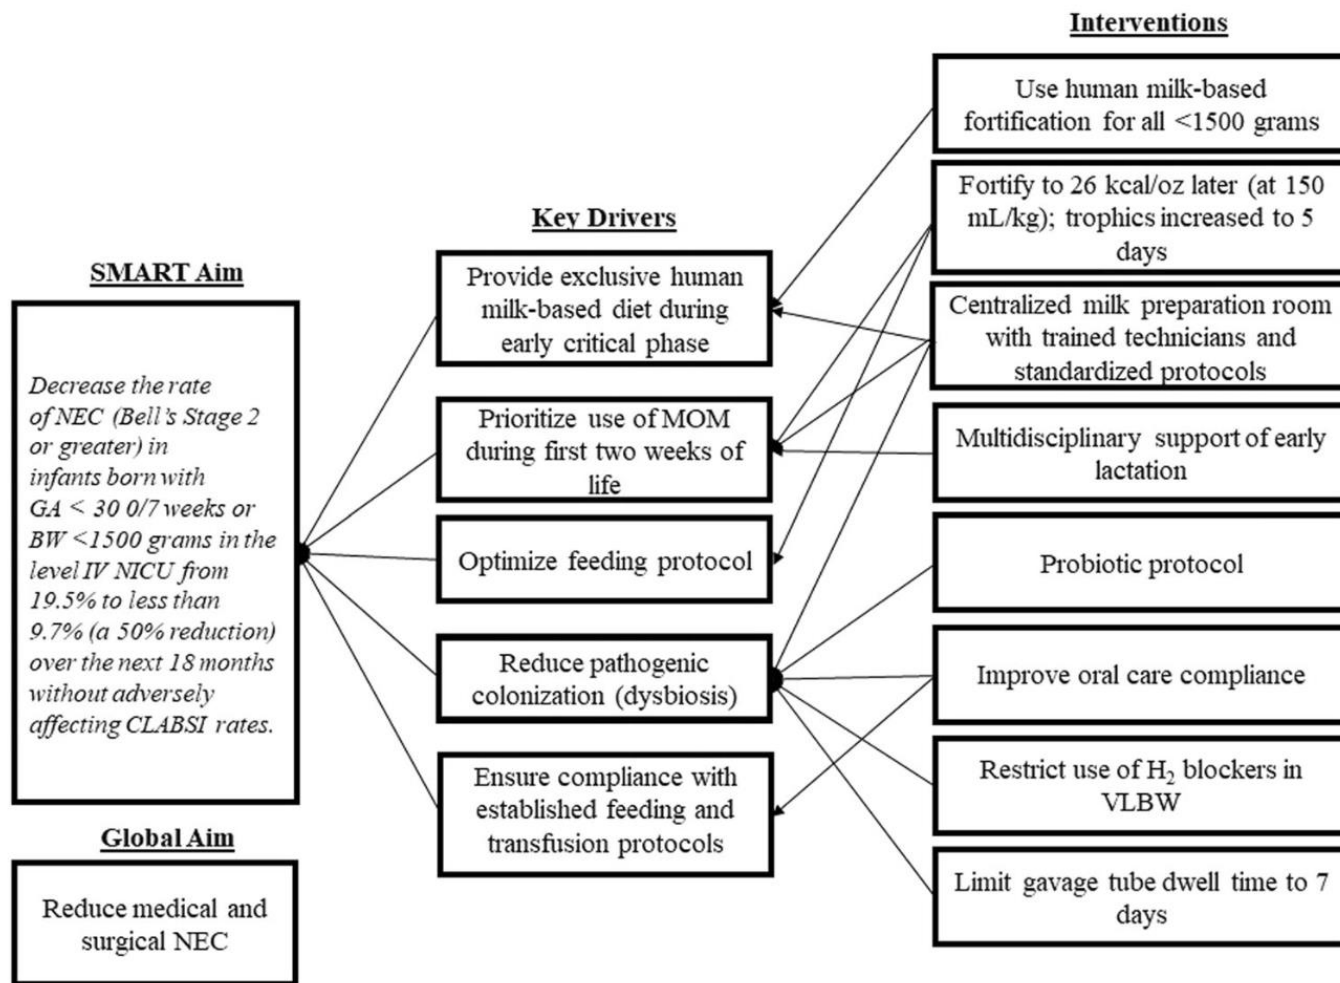 SMART Aim
Decrease the rate
of NEC (Bell's Stage 2
or greater) in
infants born with
GA < 30 0/7 weeks or
BW <1500 grams in the
level IV NICU from
19.5% to less than
9.7% (a 50% reduction)
over the next 18 months
without adversely
affecting CLABSI rates.
Global Aim
Reduce medical and
surgical NEC
Key Drivers
Provide exclusive human
milk-based diet during
early critical phase
Prioritize use of MOM
during first two weeks of
life
Optimize feeding protocol
Reduce pathogenic
colonization (dysbiosis)
Ensure compliance with
established feeding and
transfusion protocols
Interventions
Use human milk-based
fortification for all <1500 grams
Fortify to 26 kcal/oz later (at 150
mL/kg); trophics increased to 5
days
Centralized milk preparation room
with trained technicians and
standardized protocols
Multidisciplinary support of early
lactation
Probiotic protocol
Improve oral care compliance
Restrict use of H₂ blockers in
VLBW
Limit gavage tube dwell time to 7
days